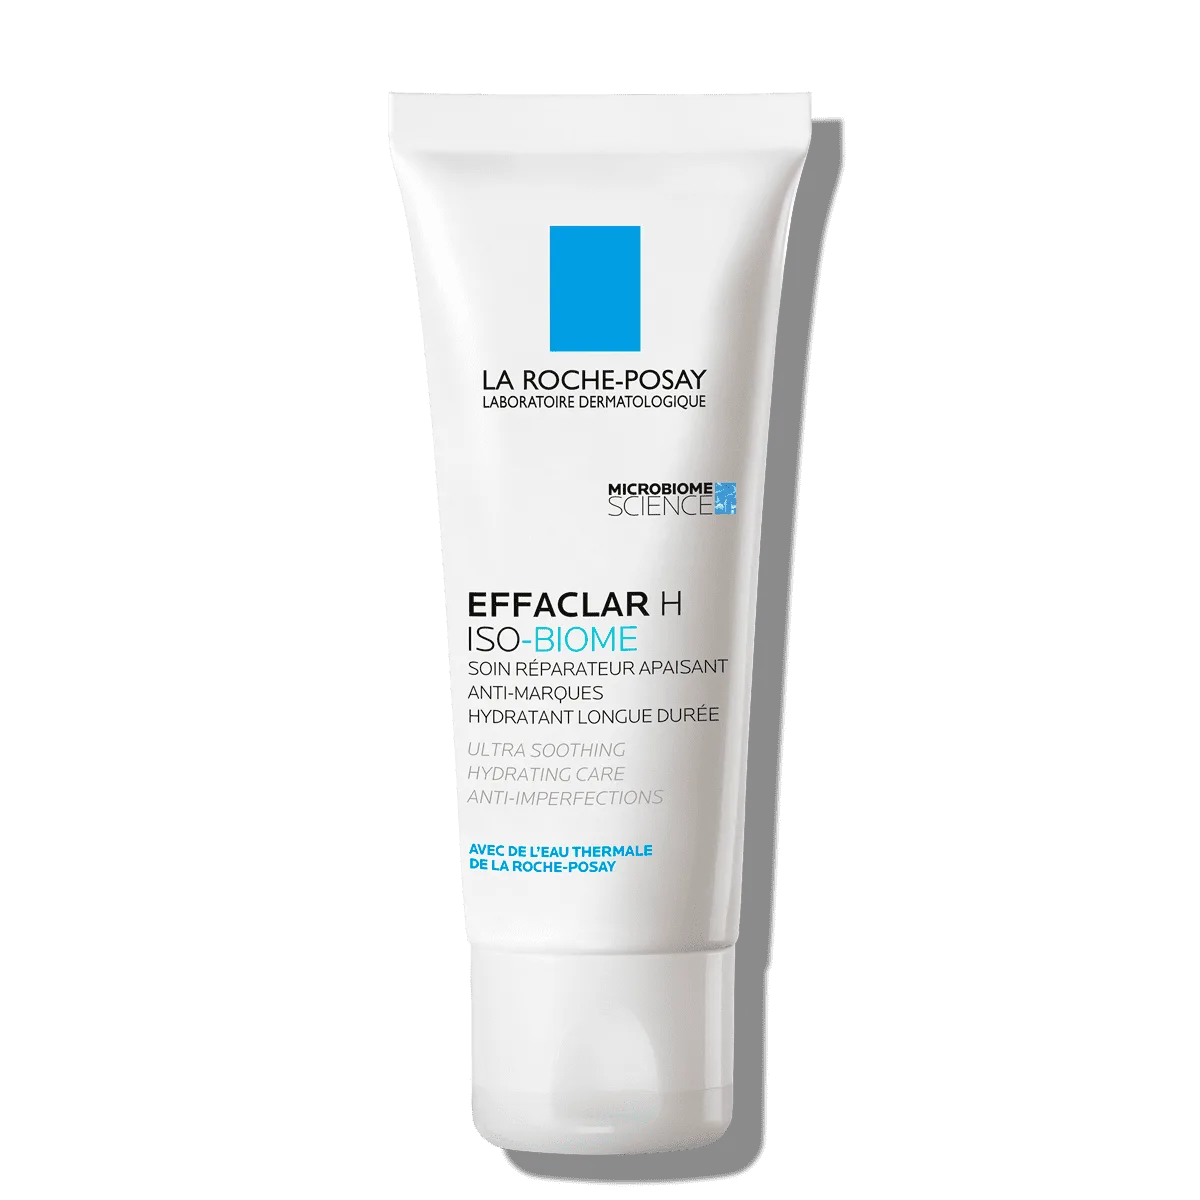 LA ROCHE-POSAY
LABORATOIRE DERMATOLOGIQUE
MICROBIOME
SCIENCE
EFFACLAR H
ISO-BIOME
SOIN RÉPARATEUR APAISANT
ANTI-MARQUES
HYDRATANT LONGUE DURÉE
ULTRA SOOTHING
HYDRATING CARE
ANTI-IMPERFECTIONS
AVEC DE L'EAU THERMALE
DE LA ROCHE-POSAY